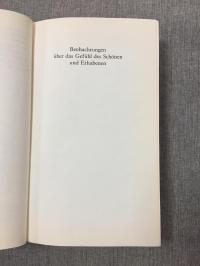 Beobachtungen
über das Gefühl des Schönen
und Erhabenen